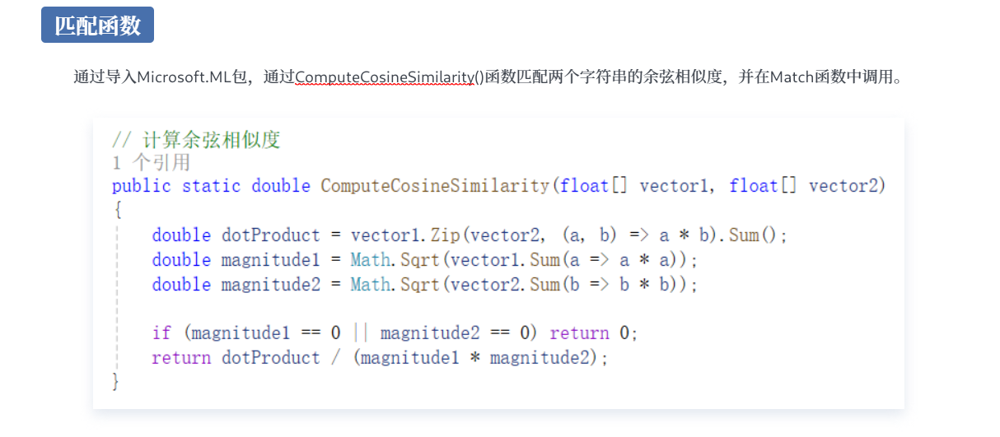 匹配函数
通过导入Microsoft.ML包，通过ComputeCosineSimilarity()函数匹配两个字符串的余弦相似度，并在Match函数中调用。
// 计算余弦相似度
1 个引用
public static double ComputeCosineSimilarity(float[] vector1, float[] vector2)
{
double dotProduct = vector1.Zip(vector2, (a, b) => a * b).Sum();
double magnitude1 = Math.Sqrt(vector1.Sum(a => a * a));
double magnitude2 = Math.Sqrt(vector2.Sum(b => b * b));
if (magnitude1 == 0 || magnitude2 == 0) return 0;
return dotProduct / (magnitude1 * magnitude2);
}